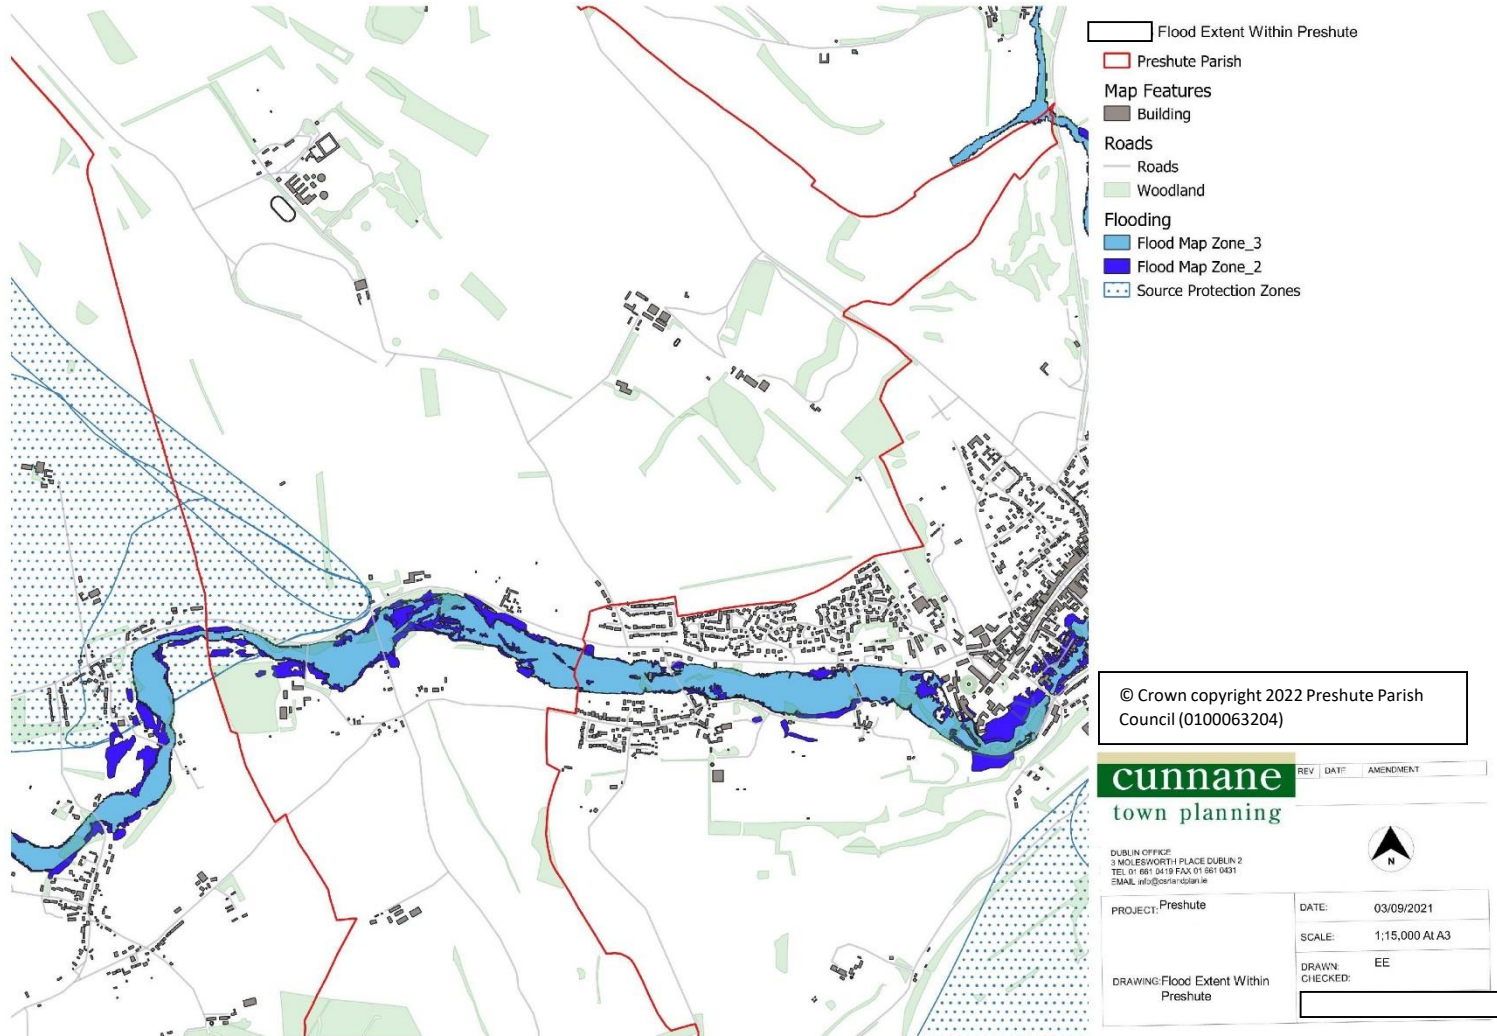 Flood Extent Within Preshute
Preshute Parish
Map Features
Building
Roads
Roads
Woodland
Flooding
Flood Map Zone_3
Flood Map Zone_2
Source Protection Zones
© Crown copyright 2022 Preshute Parish
Council (0100063204)
cunnane
town planning
REV DATE AMENDMENT
DUBLIN OFFICE
3 MOLESWORTH PLACE DUBLIN 2
TEL 01 661 0419 FAX 01 661 0431
EMAIL
N
PROJECT: Preshute
DATE: 03/09/2021
SCALE: 1;15,000 At A3
DRAWN: EE
CHECKED:
DRAWING: Flood Extent Within
Preshute